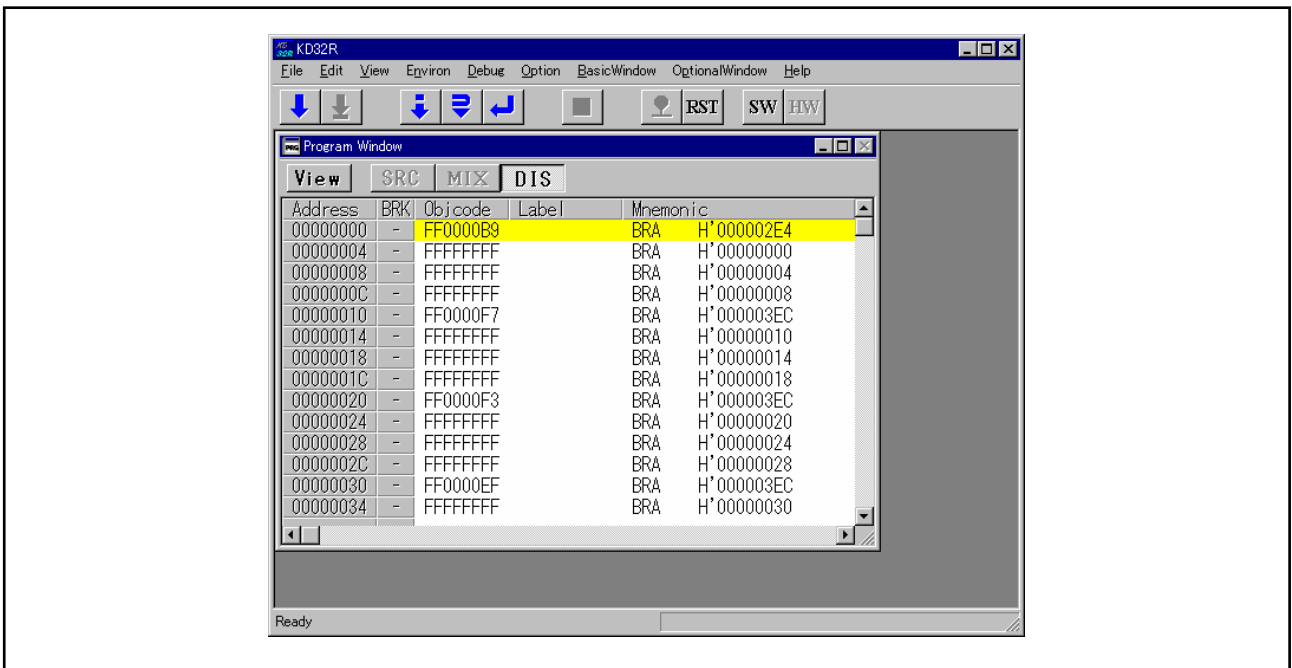 KD32R
File Edit View Environ Debug Option BasicWindow OptionalWindow Help
RST SW HW
Program Window
View SRC MIX DIS
Address BRK Objcode Label Mnemonic
00000000 - FF0000B9 BRA H'000002E4
00000004 - FFFFFFFF BRA H'00000000
00000008 - FFFFFFFF BRA H'00000004
0000000C - FFFFFFFF BRA H'00000008
00000010 - FF0000F7 BRA H'000003EC
00000014 - FFFFFFFF BRA H'00000010
00000018 - FFFFFFFF BRA H'00000014
0000001C - FFFFFFFF BRA H'00000018
00000020 - FF0000F3 BRA H'000003EC
00000024 - FFFFFFFF BRA H'00000020
00000028 - FFFFFFFF BRA H'00000024
0000002C - FFFFFFFF BRA H'00000028
00000030 - FF0000EF BRA H'000003EC
00000034 - FFFFFFFF BRA H'00000030
Ready